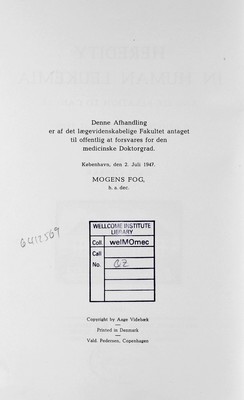 Denne Afhandling
er af det lægevidenskabelige Fakultet antaget
til offentlig at forsvares for den
medicinske Doktorgrad.
København, den 2. Juli 1947.
MOGENS FOG,
h. a. dec.
WELLCOME INSTITUTE
LIBRARY
Coll. welMOmec
Call
No. QZ
Copyright by Aage Videbæk
Printed in Denmark
Vald. Pedersen, Copenhagen